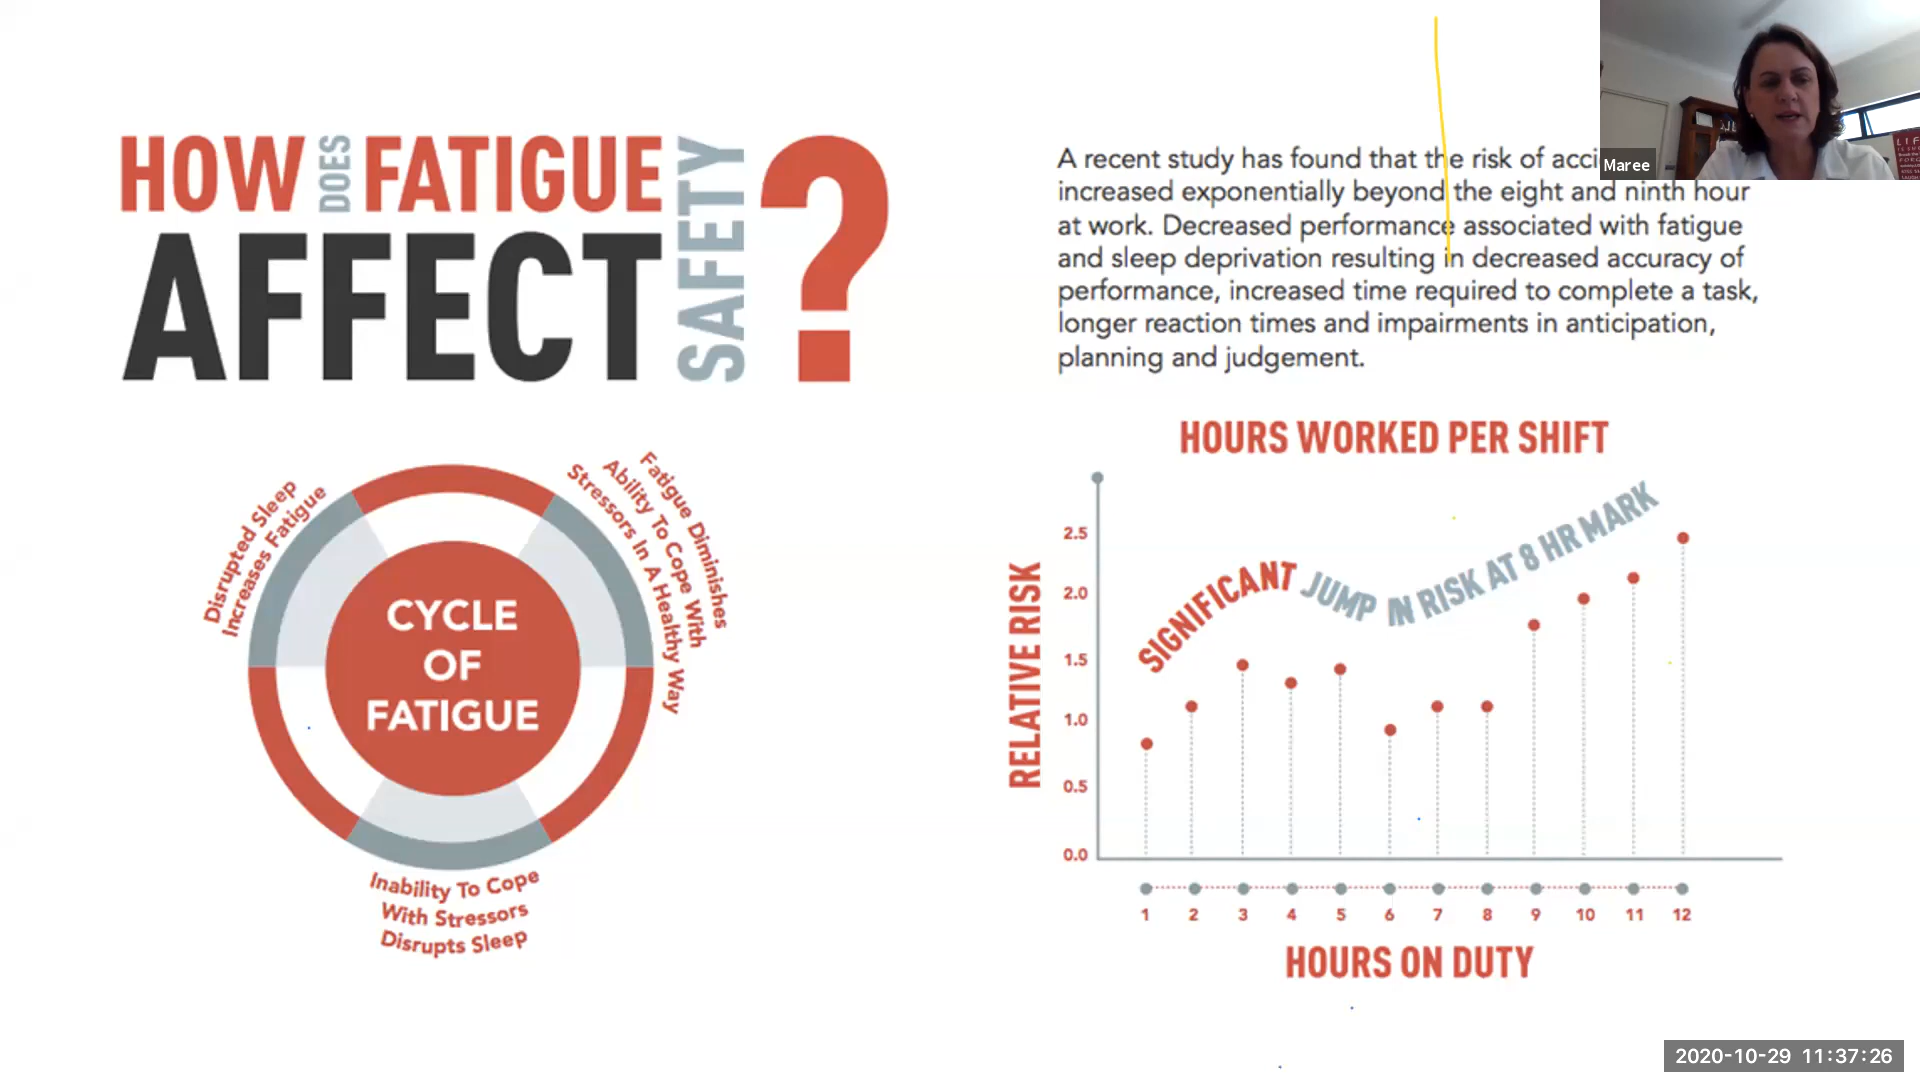 HOW DOES FATIGUE
AFFECT SAFETY ?
A recent study has found that the risk of acci
increased exponentially beyond the eight and ninth hour
at work. Decreased performance associated with fatigue
and sleep deprivation resulting in decreased accuracy of
performance, increased time required to complete a task,
longer reaction times and impairments in anticipation,
planning and judgement.
Maree
Disrupted Sleep
Increases Fatigue
Fatigue Diminishes
Ability To Cope With
Stressors In A Healthy Way
CYCLE
OF
FATIGUE
Inability To Cope
With Stressors
Disrupts Sleep
HOURS WORKED PER SHIFT
SIGNIFICANT JUMP IN RISK AT 8 HR MARK
RELATIVE RISK
2.5
2.0
1.5
1.0
0.5
0.0
1 2 3 4 5 6 7 8 9 10 11 12
HOURS ON DUTY
2020-10-29 11:37:26